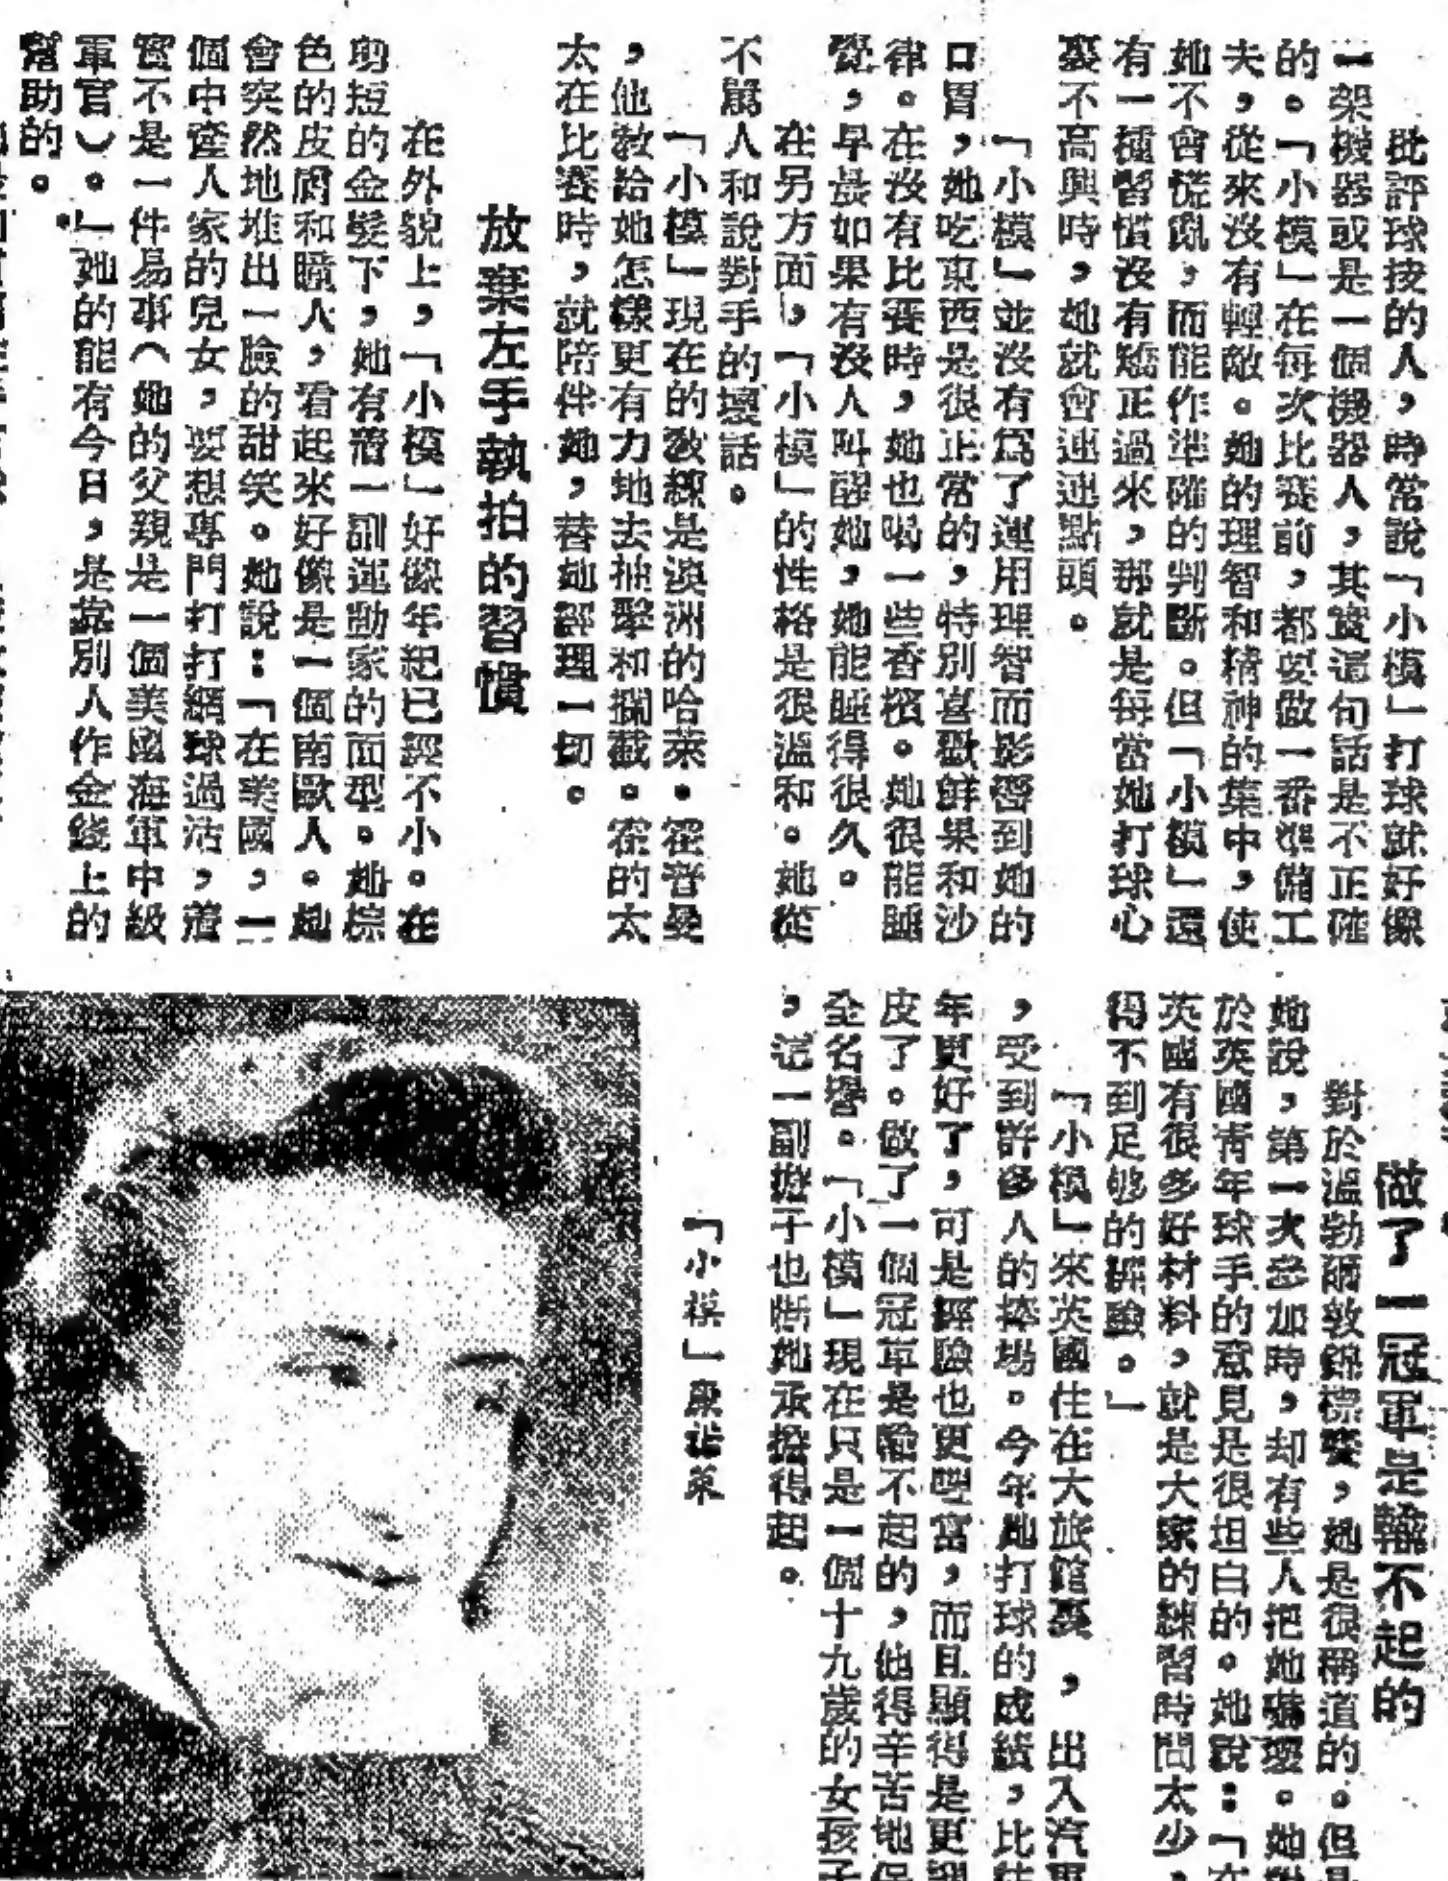 批評球技的人,時常說「小模」打球就好像
一架機器或是一個機器人,其實這句話是不正確
的。「小模」在每次比賽前,都要做一番準備工
夫,從來沒有輕敵。她的理智和精神的集中,使
她不會慌亂,而能作準確的判斷。但「小模」還
有一種習慣沒有矯正過來,那就是每當她打球心
裏不高興時,她就會連連點頭。
「小模」並沒有爲了運用理智而影響到她的
口胃,她吃東西是很正常的,特別喜歡鮮果和沙
律。在沒有比賽時,她也喝一些香檳。她很能睡
覺,早晨如果有沒人叫醒她,她能睡得很久。
在另方面,「小模」的性格是很溫和。她從
不罵人和說對手的壞話。
「小模」現在的教練是澳洲的哈萊·霍普曼
,他教給她怎樣更有力地去抽擊和攔截。霍的太
太在比賽時,就陪伴她,替她經理一切。
放棄左手執拍的習慣
在外貌上,「小模」好像年紀已經不小。在
剪短的金髮下,她有着一副運動家的面型。她棕
色的皮膚和瞳人,看起來好像是一個南歐人。她
會突然地堆出一臉的甜笑。她說:「在美國,一
個中產人家的兒女,要想專門打打網球過活,着
實不是一件易事(她的父親是一個美國海軍中級
軍官)。」她的能有今日,是靠別人作金錢上的
幫助的。
做了一冠軍是輸不起的
對於溫勃爾敦錦標賽,她是很稱道的。但是
她說,第一次參加時,却有些人把她嚇壞。她
於英國青年球手的意見是很坦白的。她說:「在
英國有很多好材料,就是大家的練習時間太少,
得不到足够的經驗。」
「小模」來英國住在大旅館裏,出入汽車
,受到許多人的捧場。今年她打球的成績,比
年更好了,可是經驗也更豐富,而且顯得是更
皮了。做了一個冠軍是輸不起的,他得辛苦地保
全名譽。「小模」現在只是一個十九歲的女孩子
,這一副擔子也虧她承擔得起。
「小模」康諾萊